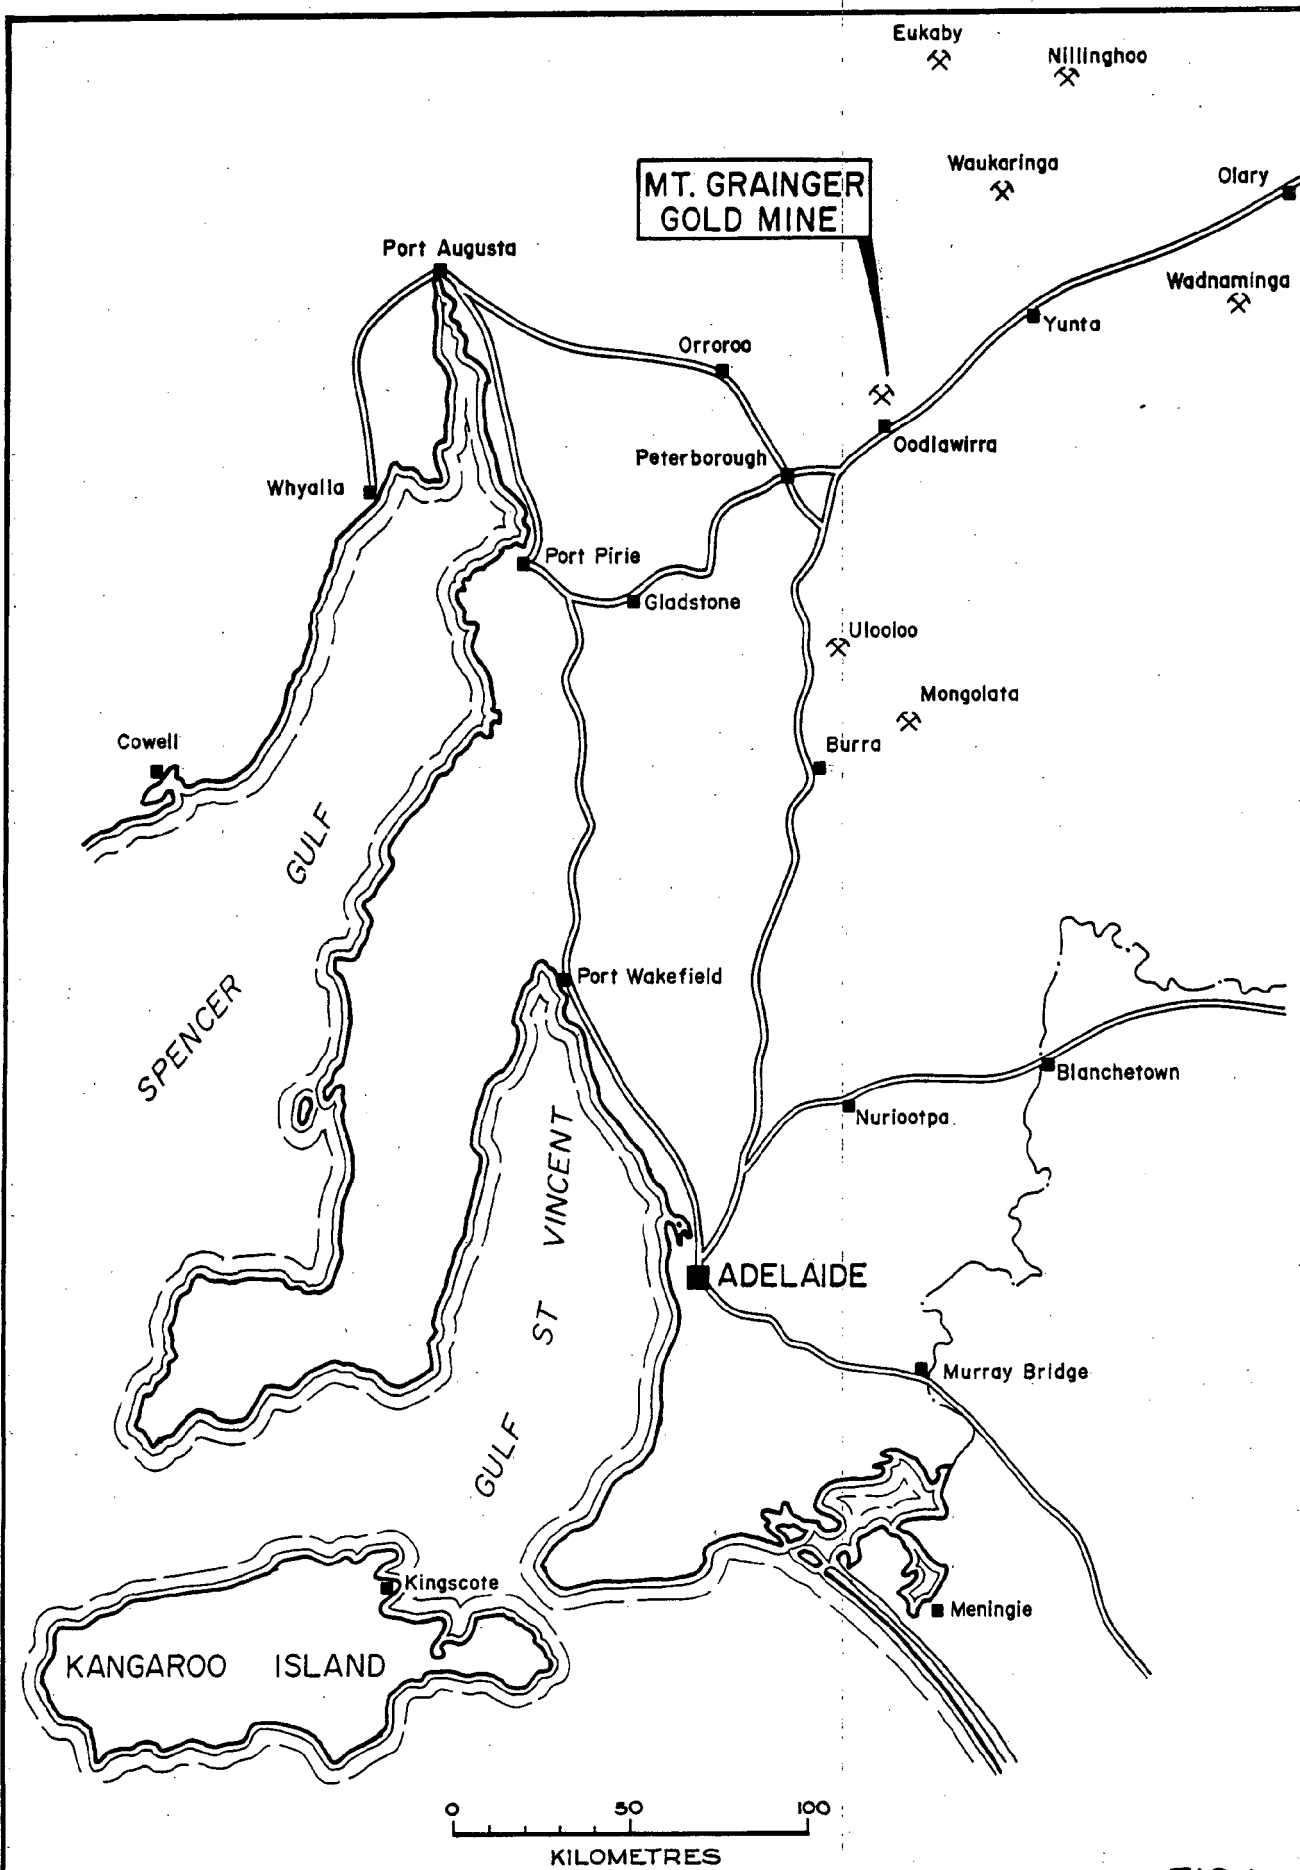 Eukaby
Nillinghoo
Waukaringa
Olary
MT. GRAINGER
GOLD MINE
Port Augusta
Wadnaminga
Yunta
Orroroo
Oodlawirra
Peterborough
Whyalla
Port Pirie
Gladstone
Ulooloo
Mongolata
Cowell
Burra
SPENCER GULF
Port Wakefield
Blanchetown
Nuriootpa
GULF ST VINCENT
ADELAIDE
Murray Bridge
Kingscote
Meningie
KANGAROO ISLAND
0 50 100
KILOMETRES